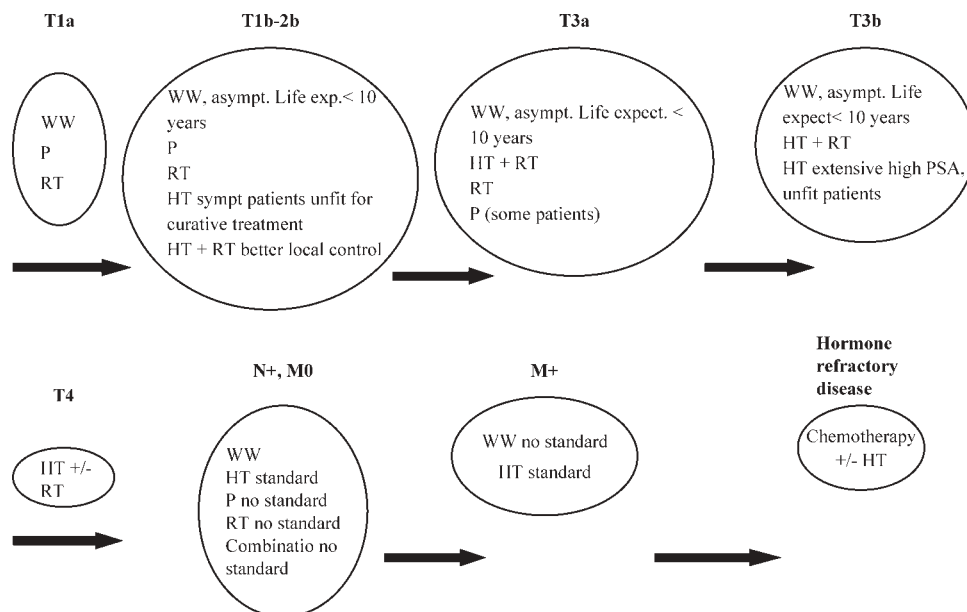 T1a
WW
P
RT
T1b-2b
WW, asympt. Life exp.< 10
years
P
RT
HT sympt patients unfit for
curative treatment
HT + RT better local control
T3a
WW, asympt. Life expect. <
10 years
HT + RT
RT
P (some patients)
T3b
WW, asympt. Life
expect< 10 years
HT + RT
HT extensive high PSA,
unfit patients
T4
HT +/-
RT
N+, M0
WW
HT standard
P no standard
RT no standard
Combinatio no
standard
M+
WW no standard
HT standard
Hormone
refractory
disease
Chemotherapy
+/- HT